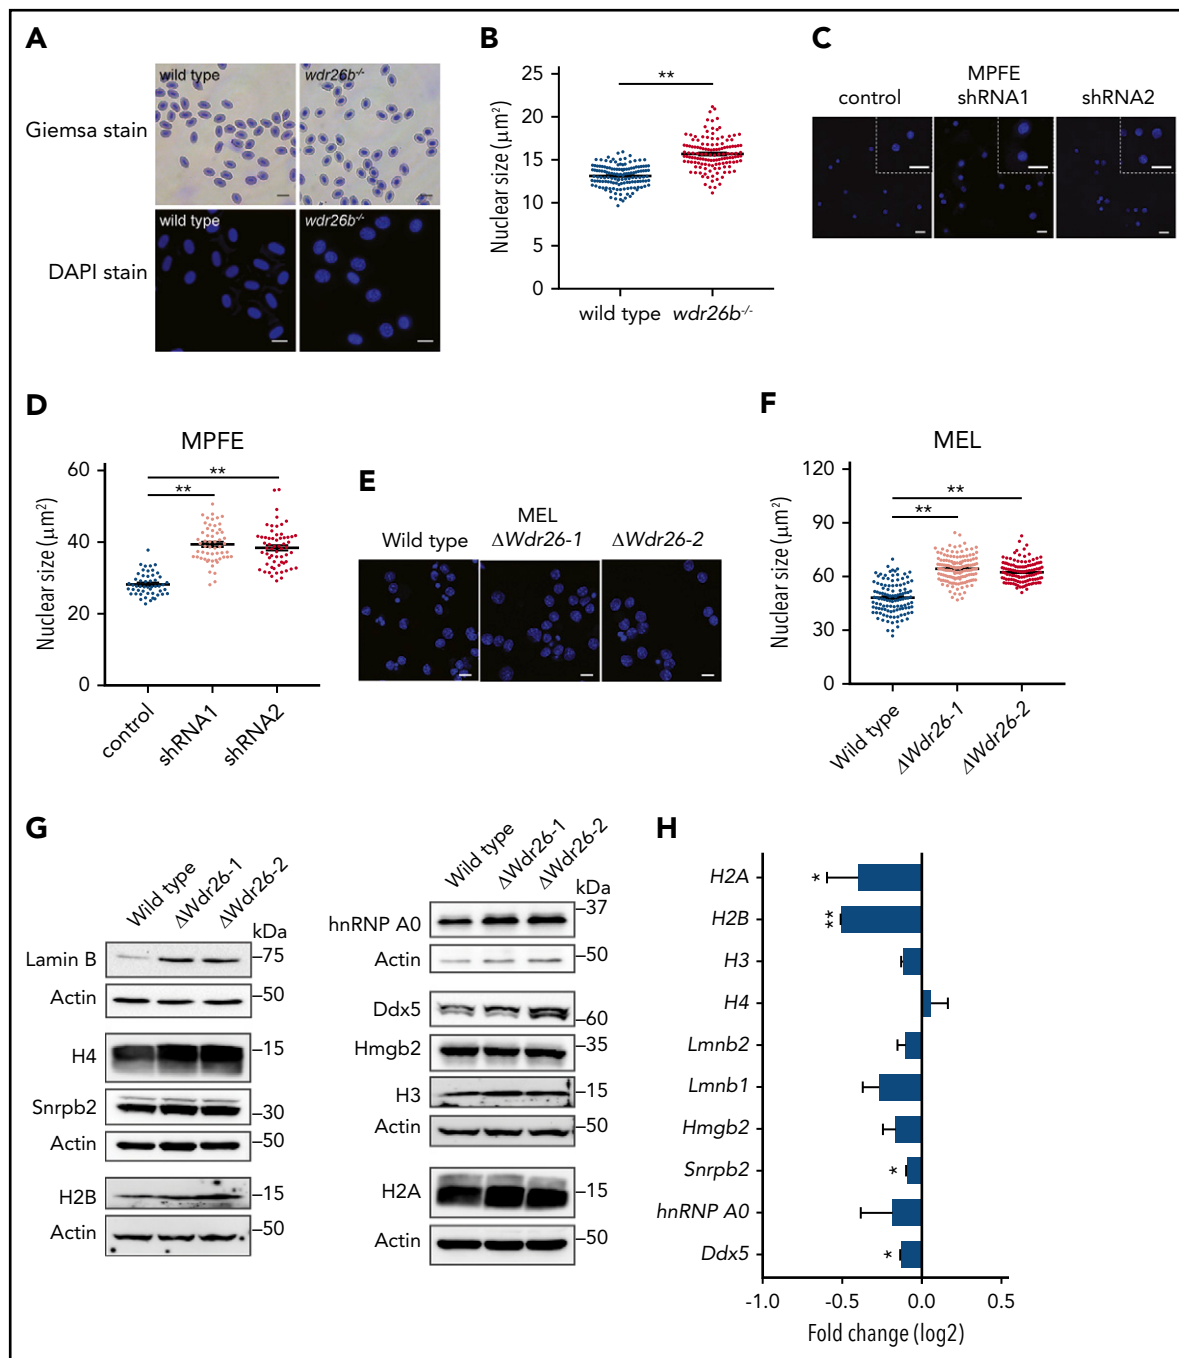 A
Giemsa stain
wild type
wdr26b-/-
DAPI stain
wild type
wdr26b-/-
B
Nuclear size (μm²)
25
20
15
10
5
0
**
wild type wdr26b-/-
C
MPFE
control shRNA1 shRNA2
D
MPFE
Nuclear size (μm²)
60
40
20
0
**
**
control
shRNA1
shRNA2
E
MEL
Wild type ΔWdr26-1 ΔWdr26-2
F
MEL
Nuclear size (μm²)
120
90
60
30
0
**
**
Wild type
ΔWdr26-1
ΔWdr26-2
G
Wild type
ΔWdr26-1
ΔWdr26-2
kDa
Lamin B –75
Actin –50
H4 –15
Snrpb2 –30
Actin –50
H2B –15
Actin –50
Wild type
ΔWdr26-1
ΔWdr26-2
kDa
hnRNP A0 –37
Actin –50
Ddx5 –60
Hmgb2 –35
H3 –15
Actin –50
H2A –15
Actin –50
H
H2A *
H2B **
H3
H4
Lmnb2
Lmnb1
Hmgb2
Snrpb2 *
hnRNP A0
Ddx5 *
-1.0 -0.5 0.0 0.5
Fold change (log2)